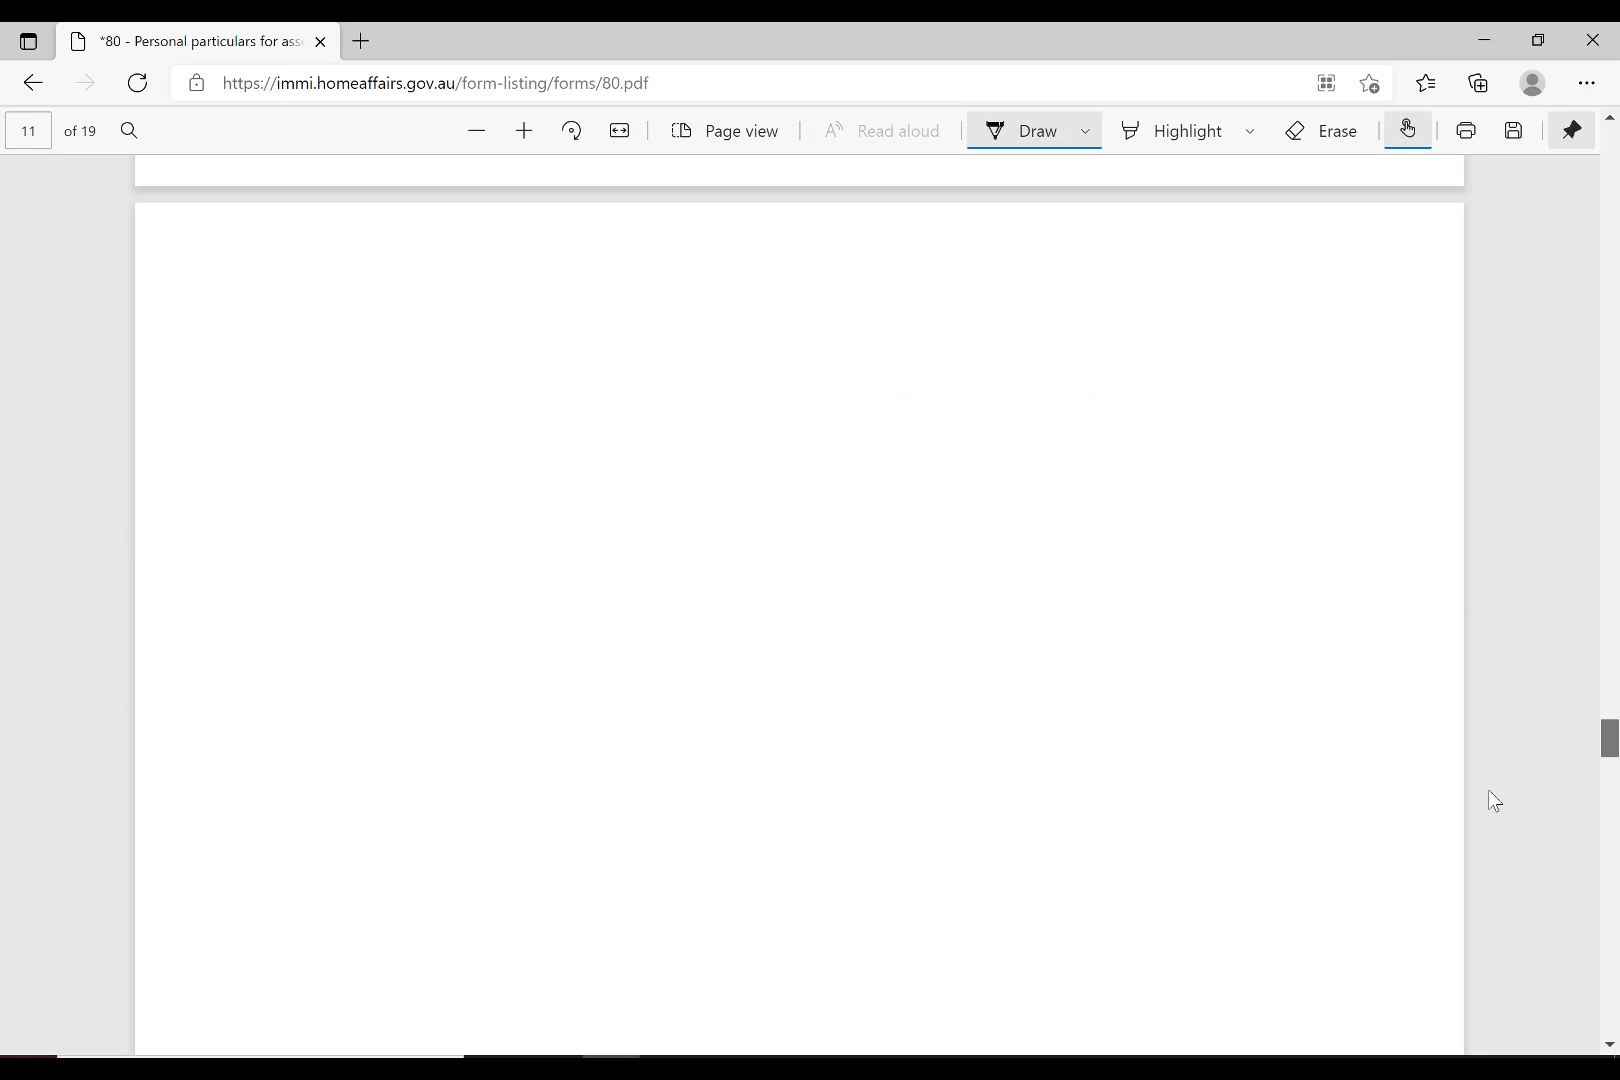 *80 - Personal particulars for ass
https://immi.homeaffairs.gov.au/form-listing/forms/80.pdf
11 of 19 Page view Read aloud Draw Highlight Erase